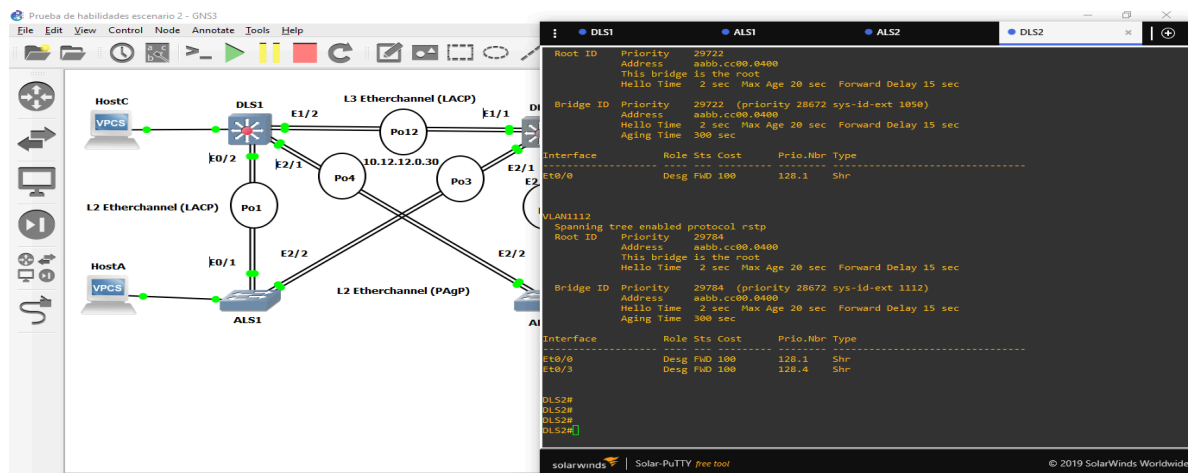 Prueba de habilidades escenario 2 - GNS3
File Edit View Control Node Annotate Tools Help
HostC
VPCS
DLS1
E1/2
L3 Etherchannel (LACP)
E1/1
Po12
E0/2
E2/1
10.12.12.0.30
E2/1
Po4
Po3
L2 Etherchannel (LACP)
Po1
HostA
VPCS
E0/1
E2/2
E2/2
L2 Etherchannel (PAgP)
ALS1
DLS1 ALS1 ALS2 DLS2
Root ID Priority 29722
Address aabb.cc00.0400
This bridge is the root
Hello Time 2 sec Max Age 20 sec Forward Delay 15 sec
Bridge ID Priority 29722 (priority 28672 sys-id-ext 1050)
Address aabb.cc00.0400
Hello Time 2 sec Max Age 20 sec Forward Delay 15 sec
Aging Time 300 sec
Interface Role Sts Cost Prio.Nbr Type
------------------- ---- --- --------- -------- --------------------------------
Et0/0 Desg FWD 100 128.1 Shr
VLAN1112
Spanning tree enabled protocol rstp
Root ID Priority 29784
Address aabb.cc00.0400
This bridge is the root
Hello Time 2 sec Max Age 20 sec Forward Delay 15 sec
Bridge ID Priority 29784 (priority 28672 sys-id-ext 1112)
Address aabb.cc00.0400
Hello Time 2 sec Max Age 20 sec Forward Delay 15 sec
Aging Time 300 sec
Interface Role Sts Cost Prio.Nbr Type
------------------- ---- --- --------- -------- --------------------------------
Et0/0 Desg FWD 100 128.1 Shr
Et0/3 Desg FWD 100 128.4 Shr
DLS2#
DLS2#
DLS2#
DLS2#
solarwinds | Solar-PuTTY free tool
© 2019 SolarWinds Worldwide